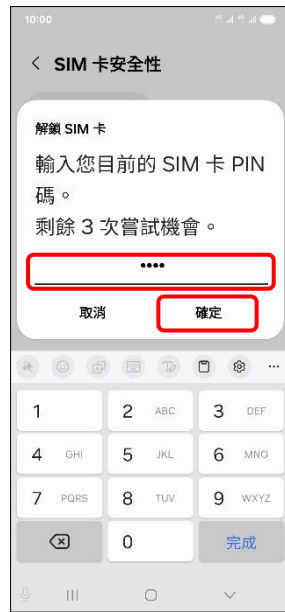 10:00
< SIM 卡安全性
解鎖 SIM 卡
輸入您目前的 SIM 卡 PIN
碼。
剩餘 3 次嘗試機會。
••••
取消 確定
1 2 ABC 3 DEF
4 GHI 5 JKL 6 MNO
7 PQRS 8 TUV 9 WXYZ
0 完成